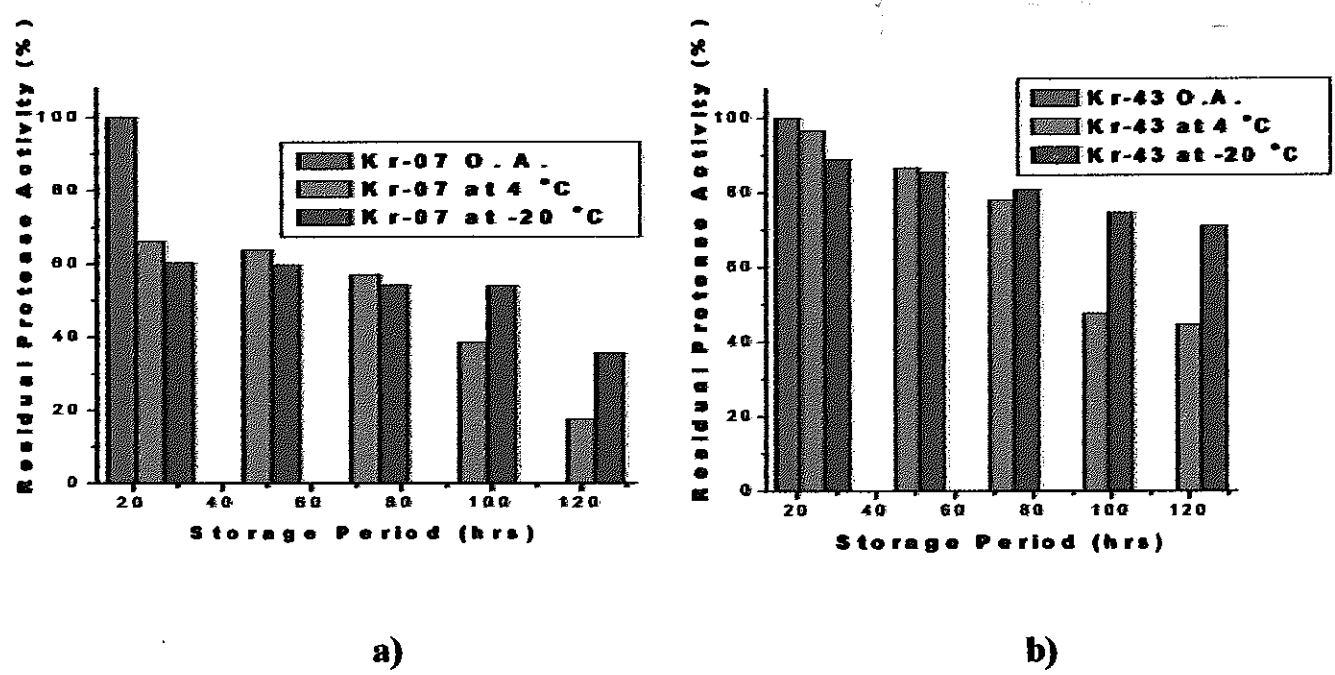 Residual Protease Activity (%)
100
80
60
40
20
0
Kr-07 O.A.
Kr-07 at 4 °C
Kr-07 at -20 °C
20 40 60 80 100 120
Storage Period (hrs)
a)
Residual Protease Activity (%)
100
80
60
40
20
0
Kr-43 O.A.
Kr-43 at 4 °C
Kr-43 at -20 °C
20 40 60 80 100 120
Storage Period (hrs)
b)